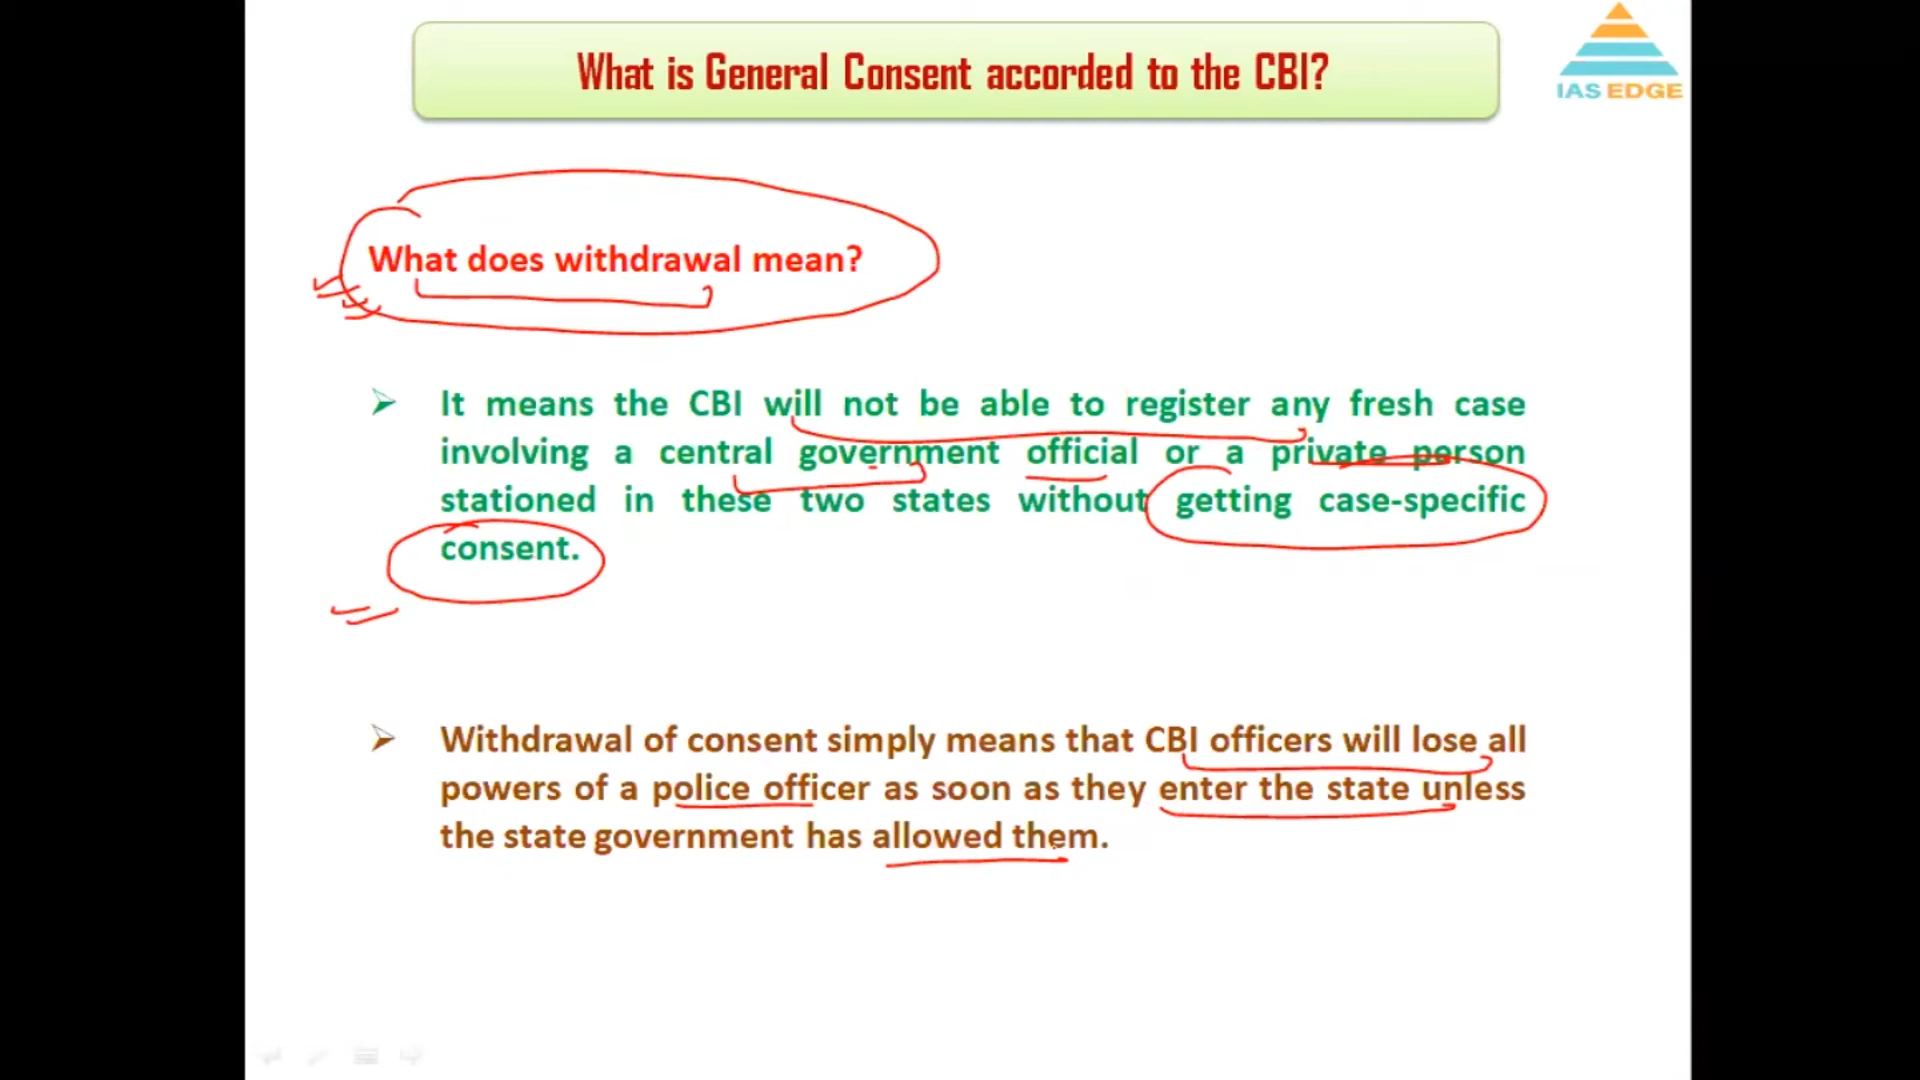 What is General Consent accorded to the CBI?
IAS EDGE
What does withdrawal mean?
It means the CBI will not be able to register any fresh case
involving a central government official or a private person
stationed in these two states without getting case-specific
consent.
Withdrawal of consent simply means that CBI officers will lose all
powers of a police officer as soon as they enter the state unless
the state government has allowed them.